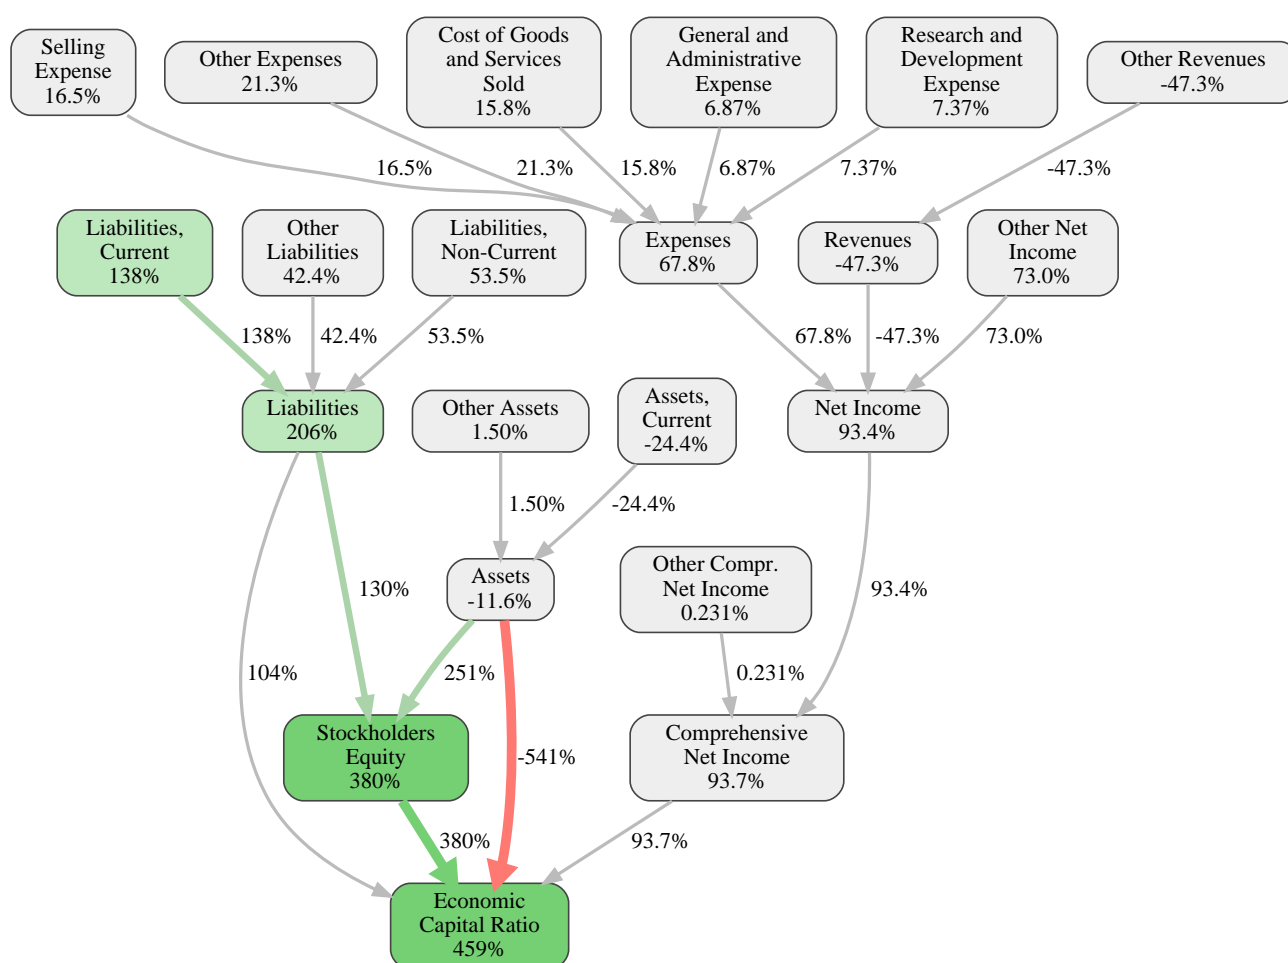 Selling
Expense
16.5%
Other Expenses
21.3%
Cost of Goods
and Services
Sold
15.8%
General and
Administrative
Expense
6.87%
Research and
Development
Expense
7.37%
Other Revenues
-47.3%
16.5%
21.3%
15.8%
6.87%
7.37%
-47.3%
Liabilities,
Current
138%
Other
Liabilities
42.4%
Liabilities,
Non-Current
53.5%
Expenses
67.8%
Revenues
-47.3%
Other Net
Income
73.0%
138%
42.4%
53.5%
67.8%
-47.3%
73.0%
Liabilities
206%
Other Assets
1.50%
Assets,
Current
-24.4%
Net Income
93.4%
1.50%
-24.4%
Assets
-11.6%
Other Compr.
Net Income
0.231%
130%
93.4%
104%
251%
0.231%
Stockholders
Equity
380%
-541%
Comprehensive
Net Income
93.7%
380%
93.7%
Economic
Capital Ratio
459%